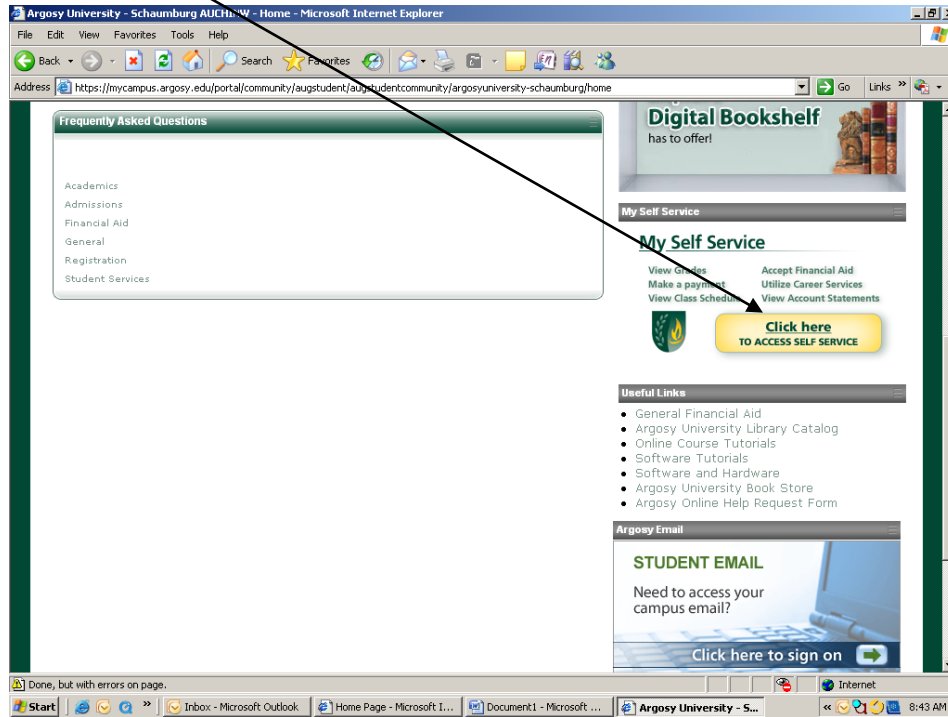 Argosy University - Schaumburg AUCHINW - Home - Microsoft Internet Explorer
File Edit View Favorites Tools Help
Back Search Favorites
Address https://mycampus.argosy.edu/portal/community/augstudent/augstudentcommunity/argosyuniversity-schaumburg/home Go Links »
Frequently Asked Questions
Academics
Admissions
Financial Aid
General
Registration
Student Services
Digital Bookshelf
has to offer!
My Self Service
My Self Service
View Grades Accept Financial Aid
Make a payment Utilize Career Services
View Class Schedule View Account Statements
Click here
TO ACCESS SELF SERVICE
Useful Links
General Financial Aid
Argosy University Library Catalog
Online Course Tutorials
Software Tutorials
Software and Hardware
Argosy University Book Store
Argosy Online Help Request Form
Argosy Email
STUDENT EMAIL
Need to access your
campus email?
Click here to sign on
Done, but with errors on page. Internet
Start » Inbox - Microsoft Outlook Home Page - Microsoft I... Document1 - Microsoft ... Argosy University - S... « 8:43 AM